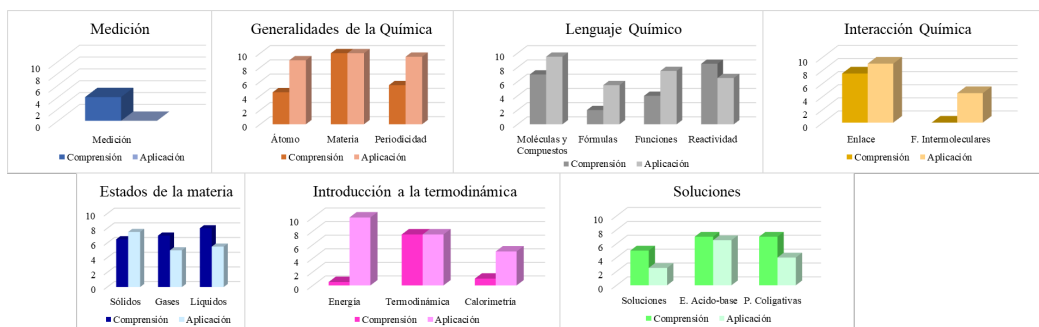 Medición
10
8
6
4
2
0
Medición
Comprensión Aplicación
Generalidades de la Química
10
8
6
4
2
0
Átomo Materia Periodicidad
Comprensión Aplicación
Lenguaje Químico
10
8
6
4
2
0
Moléculas y Fórmulas Funciones Reactividad
Compuestos
Comprensión Aplicación
Interacción Química
10
8
6
4
2
0
Enlace F. Intermoleculares
Comprensión Aplicación
Estados de la materia
10
8
6
4
2
0
Sólidos Gases Líquidos
Comprensión Aplicación
Introducción a la termodinámica
10
8
6
4
2
0
Energía Termodinámica Calorimetría
Comprensión Aplicación
Soluciones
10
8
6
4
2
0
Soluciones E. Acido-base P. Coligativas
Comprensión Aplicación